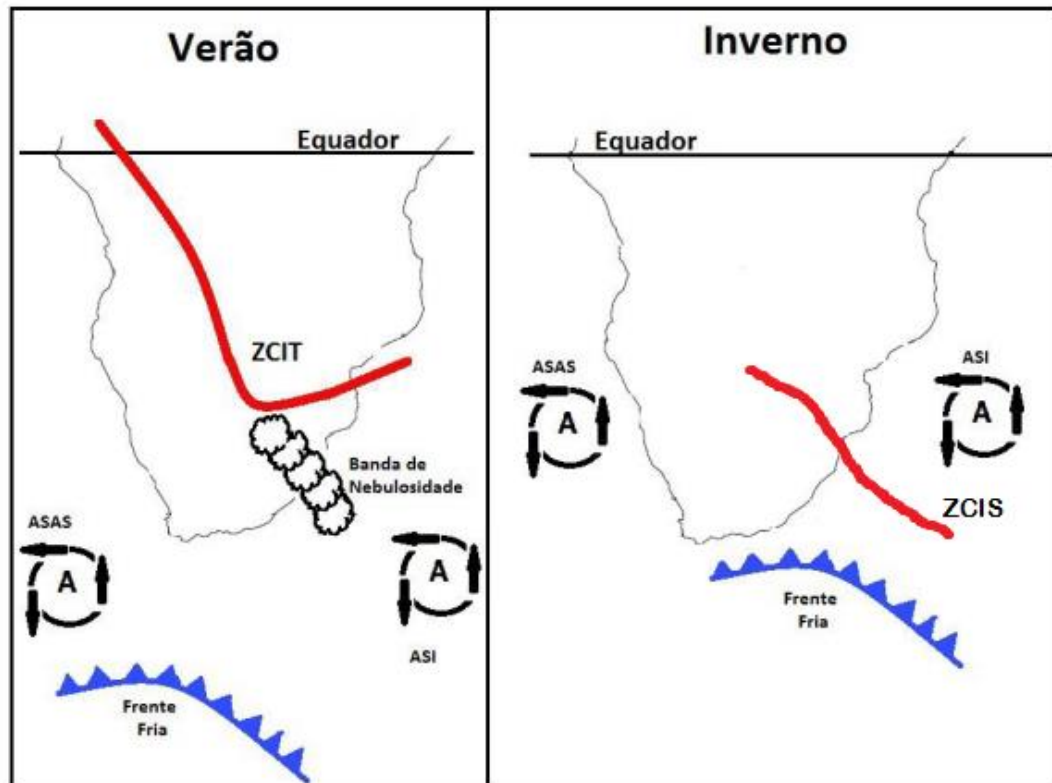 Verão
Equador
ZCIT
Banda de
Nebulosidade
ASAS
A
A
ASI
Frente
Fria
Inverno
Equador
ASAS
A
ASI
A
ZCIS
Frente
Fria